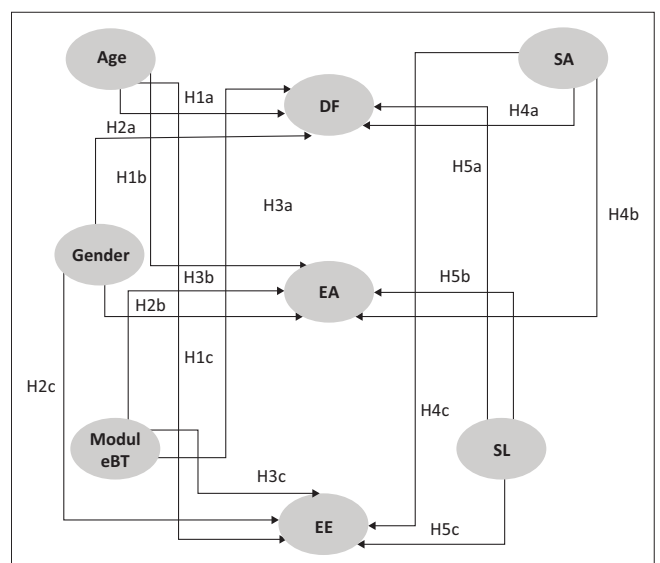 Age
SA
H1a
DF
H4a
H2a
H5a
H1b
H3a
H4b
Gender
H3b
H5b
EA
H2b
H1c
H2c
H4c
Modul
eBT
SL
H3c
EE
H5c